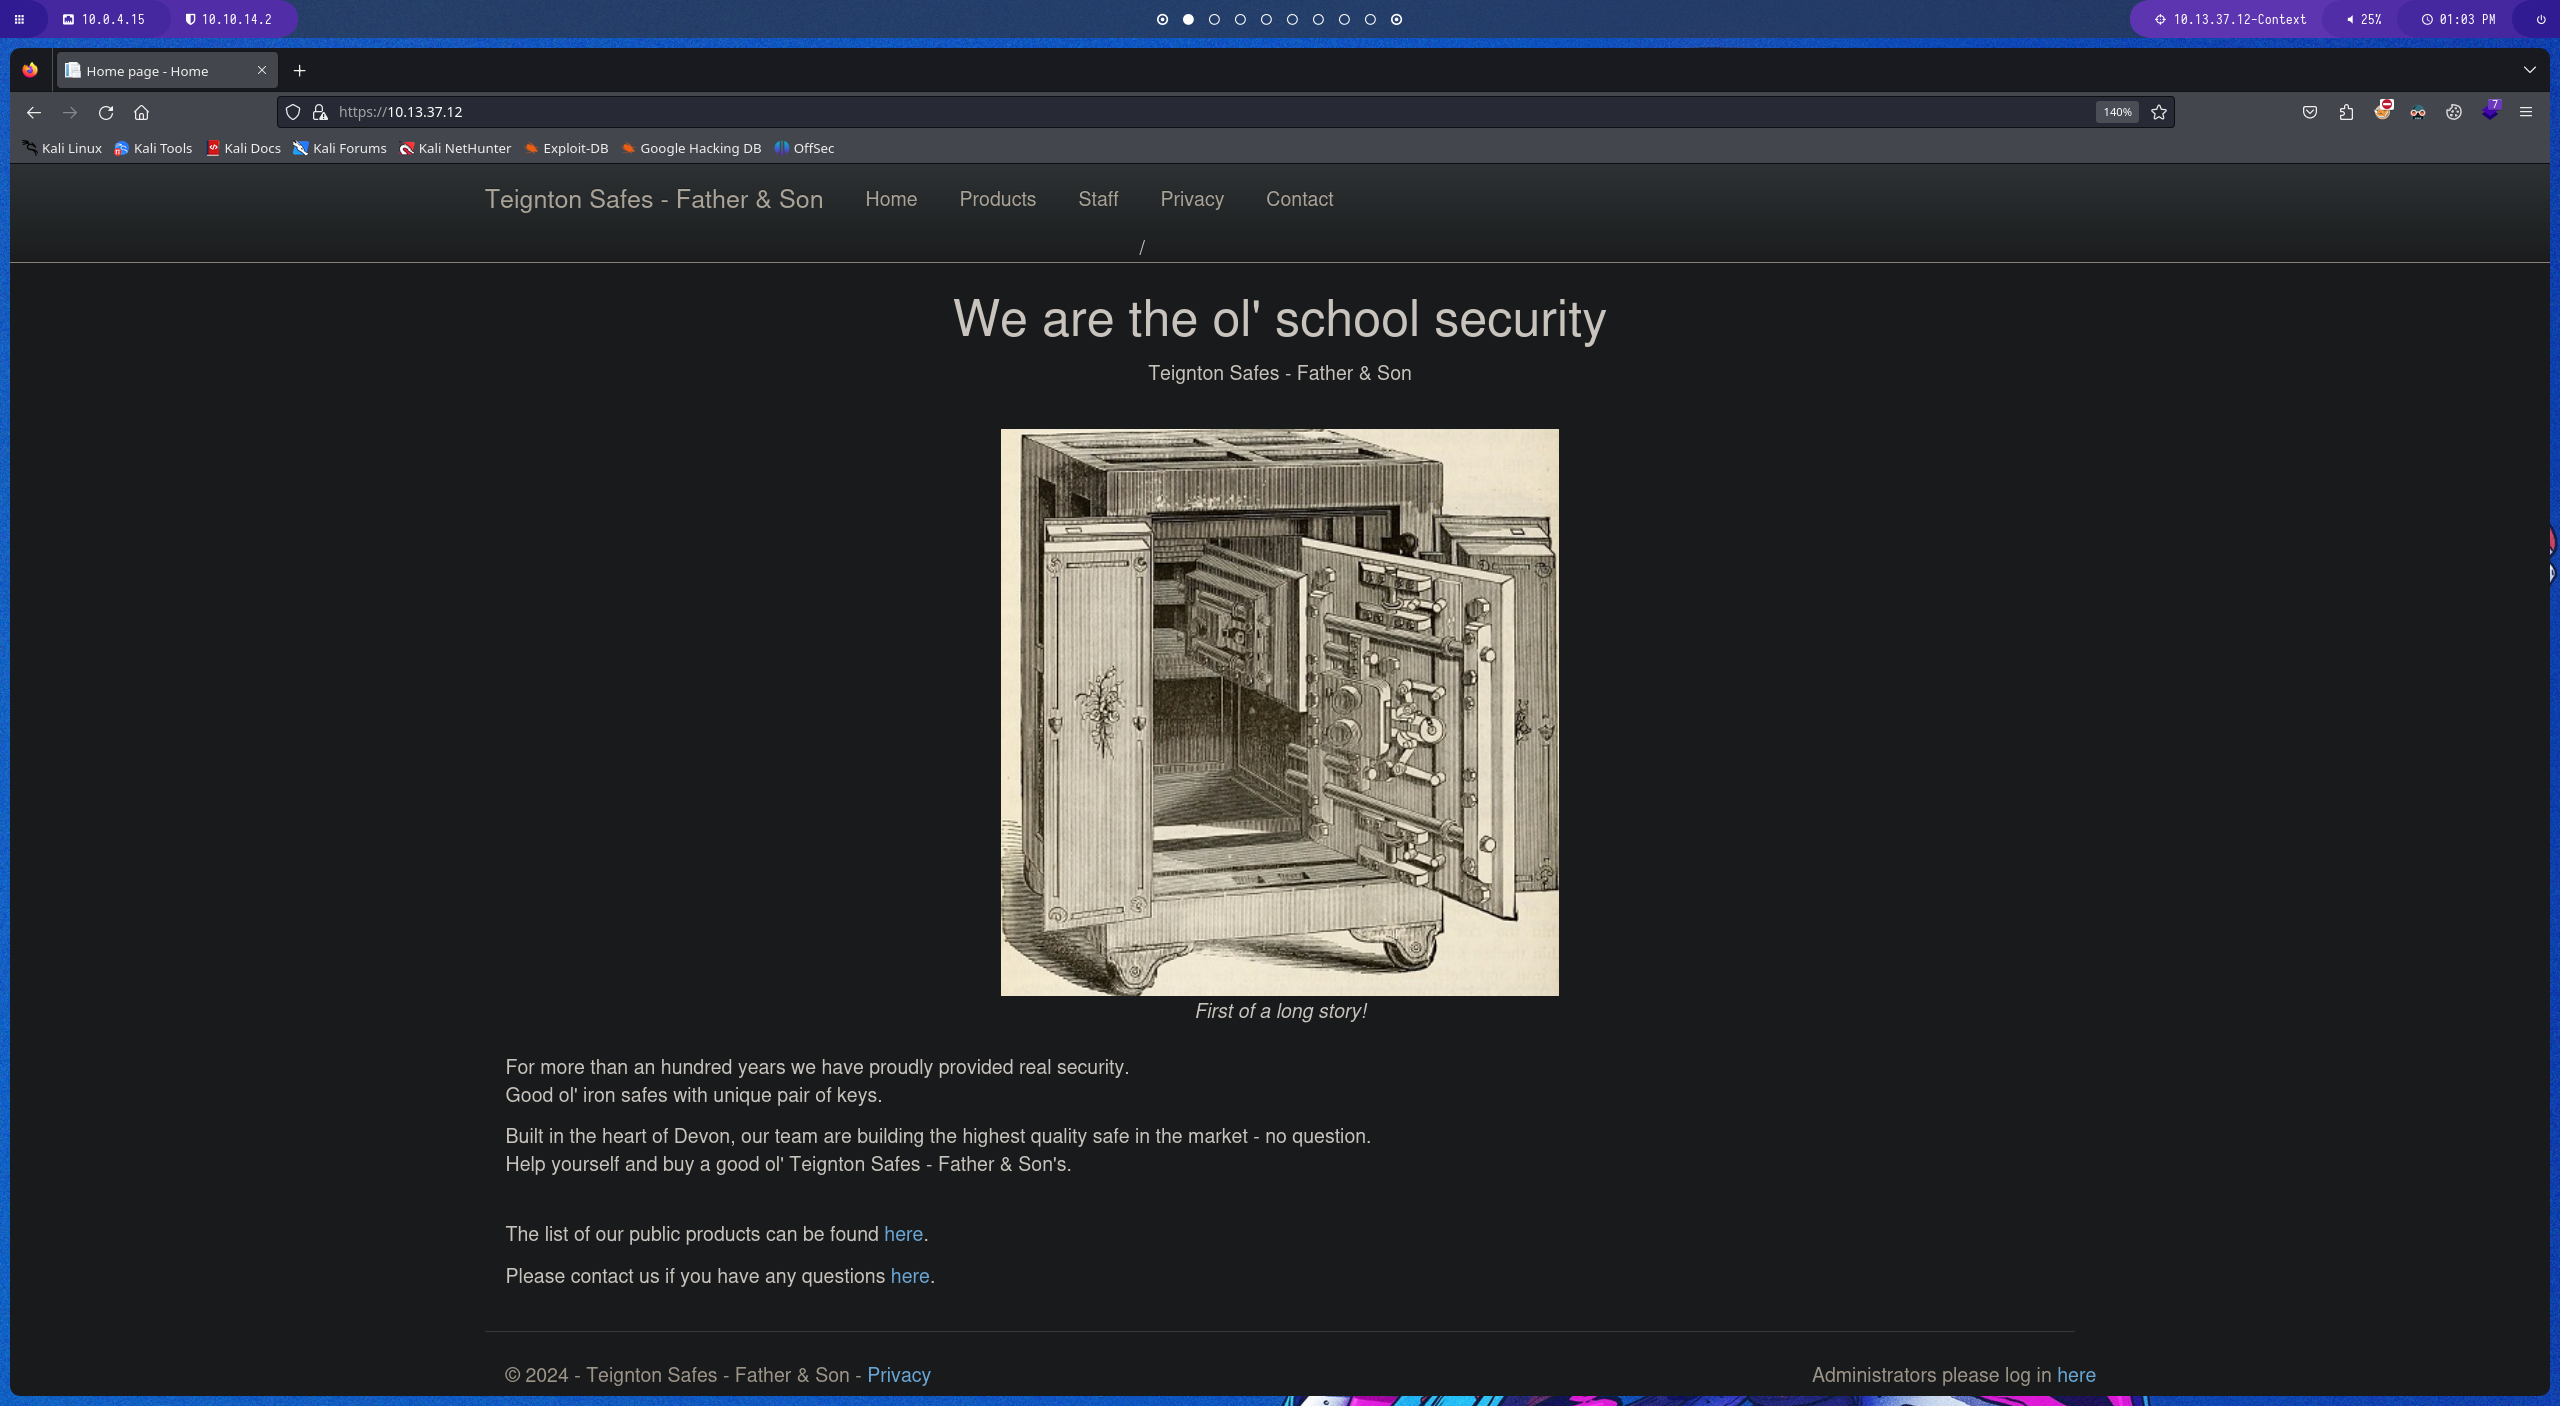 10.0.4.15 10.10.14.2 10.13.37.12-Context 25% 01:03 PM
Home page - Home
https://10.13.37.12 140% 7
Kali Linux Kali Tools Kali Docs Kali Forums Kali NetHunter Exploit-DB Google Hacking DB OffSec
Teignton Safes - Father & Son Home Products Staff Privacy Contact
/
We are the ol' school security
Teignton Safes - Father & Son
First of a long story!
For more than an hundred years we have proudly provided real security.
Good ol' iron safes with unique pair of keys.
Built in the heart of Devon, our team are building the highest quality safe in the market - no question.
Help yourself and buy a good ol' Teignton Safes - Father & Son's.
The list of our public products can be found here.
Please contact us if you have any questions here.
© 2024 - Teignton Safes - Father & Son - Privacy Administrators please log in here